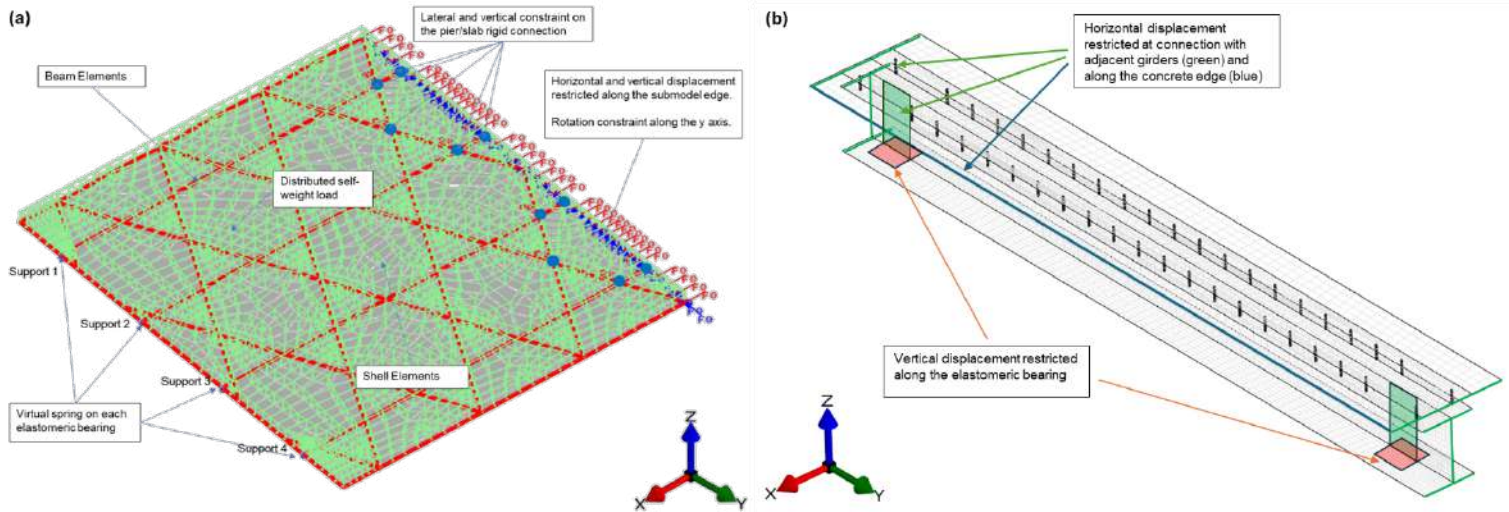 (a)
Lateral and vertical constraint on
the pier/slab rigid connection
Beam Elements
Horizontal and vertical displacement
restricted along the submodel edge.
Rotation constraint along the y axis.
Distributed self-
weight load
Support 1
Support 2
Support 3
Support 4
Shell Elements
Virtual spring on each
elastomeric bearing
Z
X
Y
(b)
Horizontal displacement
restricted at connection with
adjacent girders (green) and
along the concrete edge (blue)
Vertical displacement restricted
along the elastomeric bearing
Z
X
Y